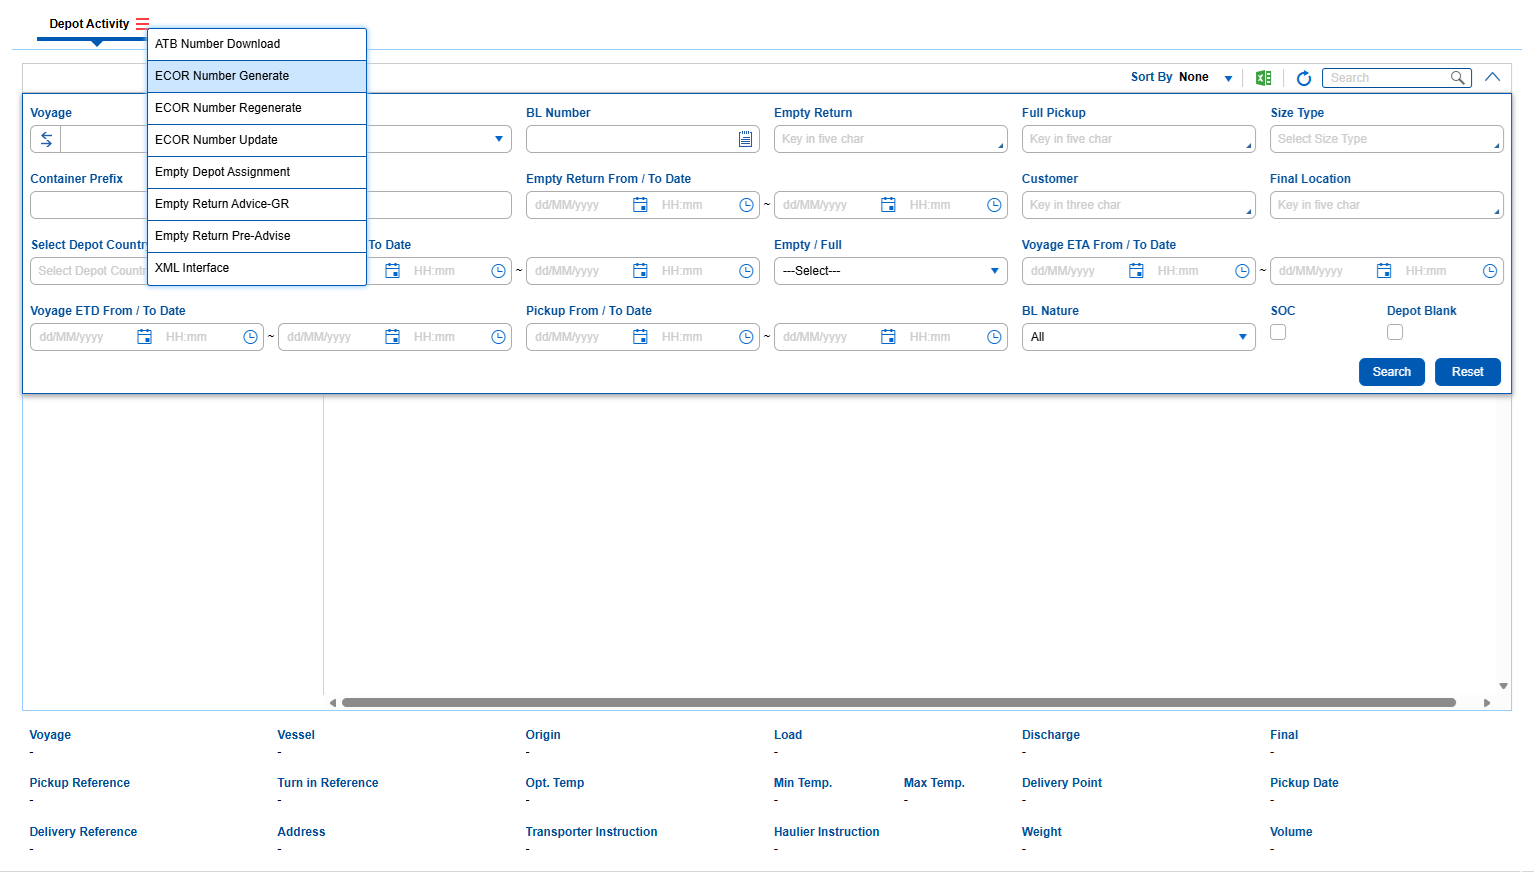 Depot Activity
ATB Number Download
ECOR Number Generate
ECOR Number Regenerate
ECOR Number Update
Empty Depot Assignment
Empty Return Advice-GR
Empty Return Pre-Advise
XML Interface
Sort By None
Search
Voyage
BL Number
Empty Return
Full Pickup
Size Type
Key in five char
Key in five char
Select Size Type
Container Prefix
Empty Return From / To Date
Customer
Final Location
dd/MM/yyyy HH:mm ~ dd/MM/yyyy HH:mm
Key in three char
Key in five char
Select Depot Country
To Date
Empty / Full
Voyage ETA From / To Date
Select Depot Countr
HH:mm ~ dd/MM/yyyy HH:mm
---Select---
dd/MM/yyyy HH:mm ~ dd/MM/yyyy HH:mm
Voyage ETD From / To Date
Pickup From / To Date
BL Nature
SOC
Depot Blank
dd/MM/yyyy HH:mm ~ dd/MM/yyyy HH:mm
dd/MM/yyyy HH:mm ~ dd/MM/yyyy HH:mm
All
Search
Reset
Voyage
-
Vessel
-
Origin
-
Load
-
Discharge
-
Final
-
Pickup Reference
-
Turn in Reference
-
Opt. Temp
-
Min Temp.
-
Max Temp.
-
Delivery Point
-
Pickup Date
-
Delivery Reference
-
Address
-
Transporter Instruction
-
Haulier Instruction
-
Weight
-
Volume
-